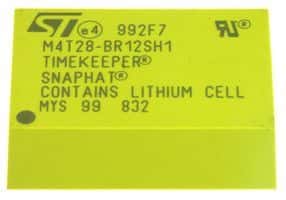 ST e4 992F7
M4T28-BR12SH1
TIMEKEEPER®
SNAPHAT®
CONTAINS LITHIUM CELL
MYS 99 832